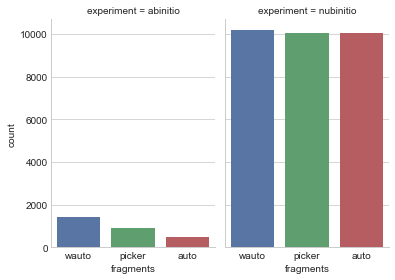 experiment = abinitio
experiment = nubinitio
10000
8000
6000
4000
2000
0
count
wauto picker auto
fragments
wauto picker auto
fragments